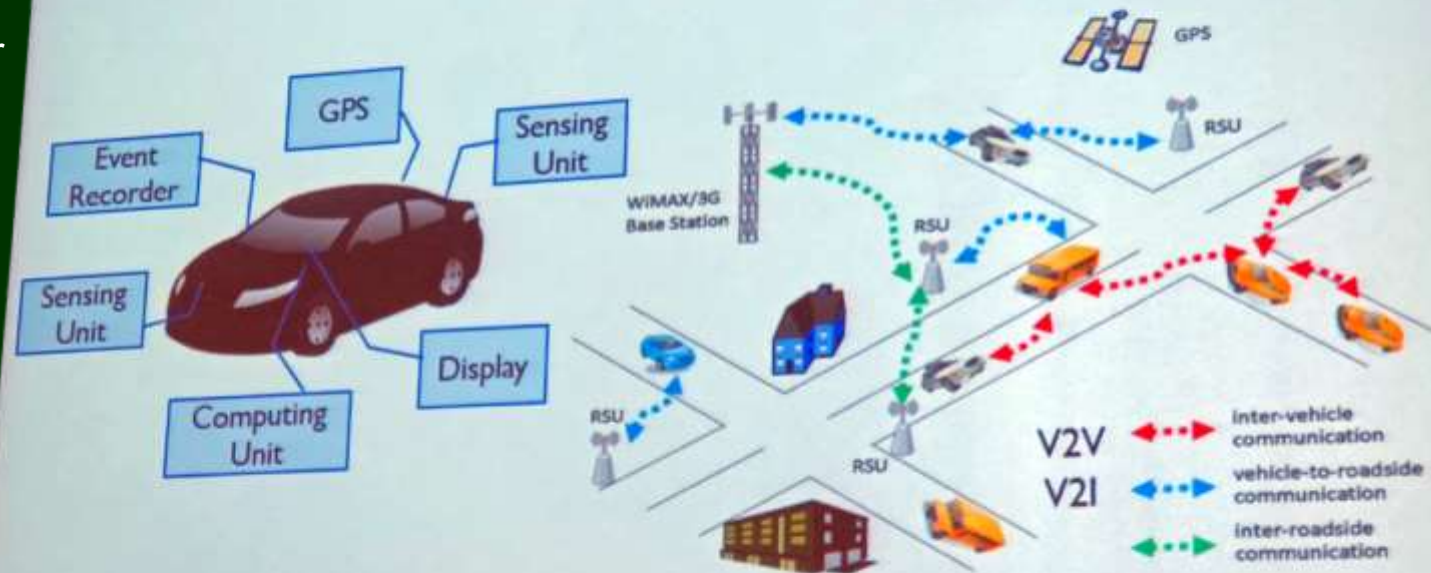 GPS
Sensing
Unit
Event
Recorder
Sensing
Unit
Display
Computing
Unit
GPS
RSU
WiMAX/3G
Base Station
RSU
RSU
RSU
V2V
inter-vehicle
communication
V2I
vehicle-to-roadside
communication
inter-roadside
communication